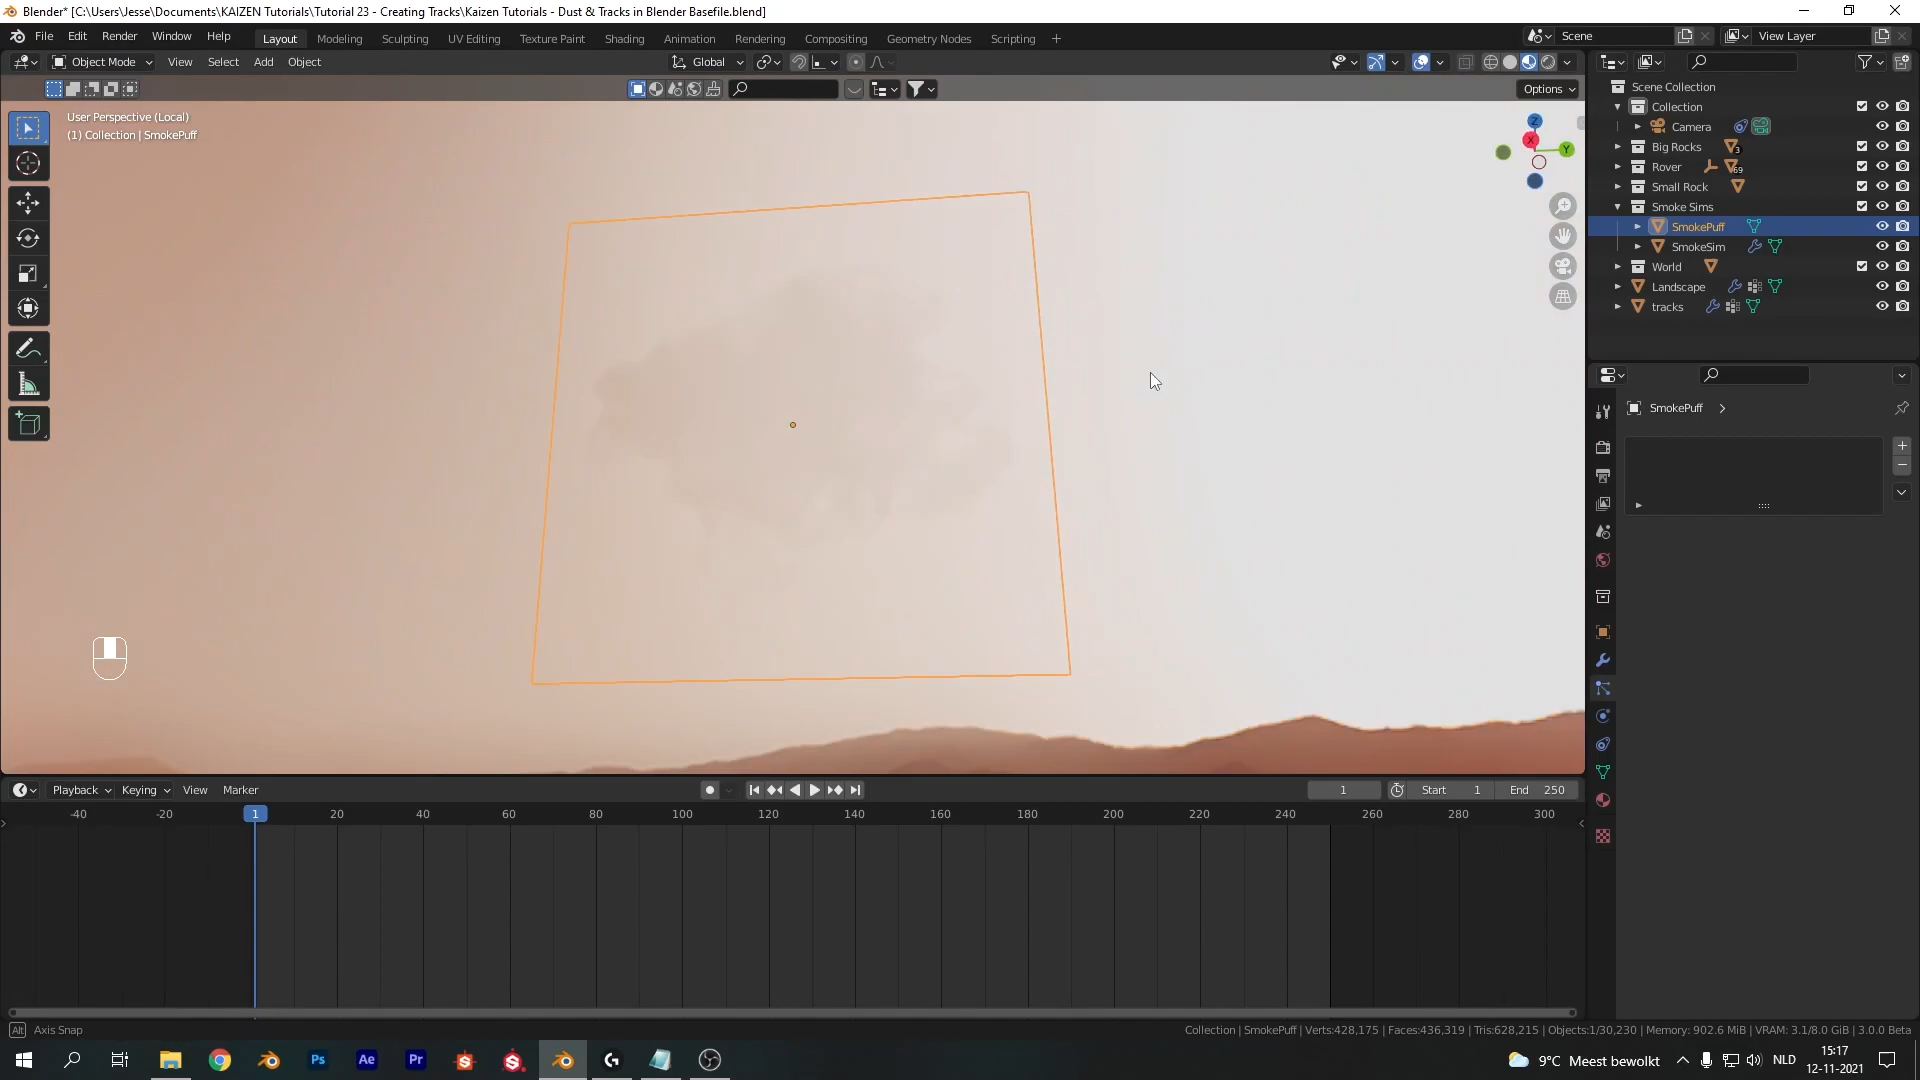 Blender* [C:\Users\Jesse\Documents\KAIZEN Tutorials\Tutorial 23 - Creating Tracks\Kaizen Tutorials - Dust & Tracks in Blender Basefile.blend]
File Edit Render Window Help Layout Modeling Sculpting UV Editing Texture Paint Shading Animation Rendering Compositing Geometry Nodes Scripting + Scene View Layer
Object Mode View Select Add Object Global
Options
User Perspective (Local)
(1) Collection | SmokePuff
Z
X
Y
Scene Collection
Collection
Camera
Big Rocks 3
Rover 69
Small Rock
Smoke Sims
SmokePuff
SmokeSim
World
Landscape
tracks
SmokePuff
Playback Keying View Marker 1 Start 1 End 250
-40 -20 1 20 40 60 80 100 120 140 160 180 200 220 240 260 280 300
Alt Axis Snap Collection | SmokePuff | Verts:428,175 | Faces:436,319 | Tris:628,215 | Objects:1/30,230 | Memory: 902.6 MiB | VRAM: 3.1/8.0 GiB | 3.0.0 Beta
Ps Ae Pr 9°C Meest bewolkt NLD 15:17
12-11-2021